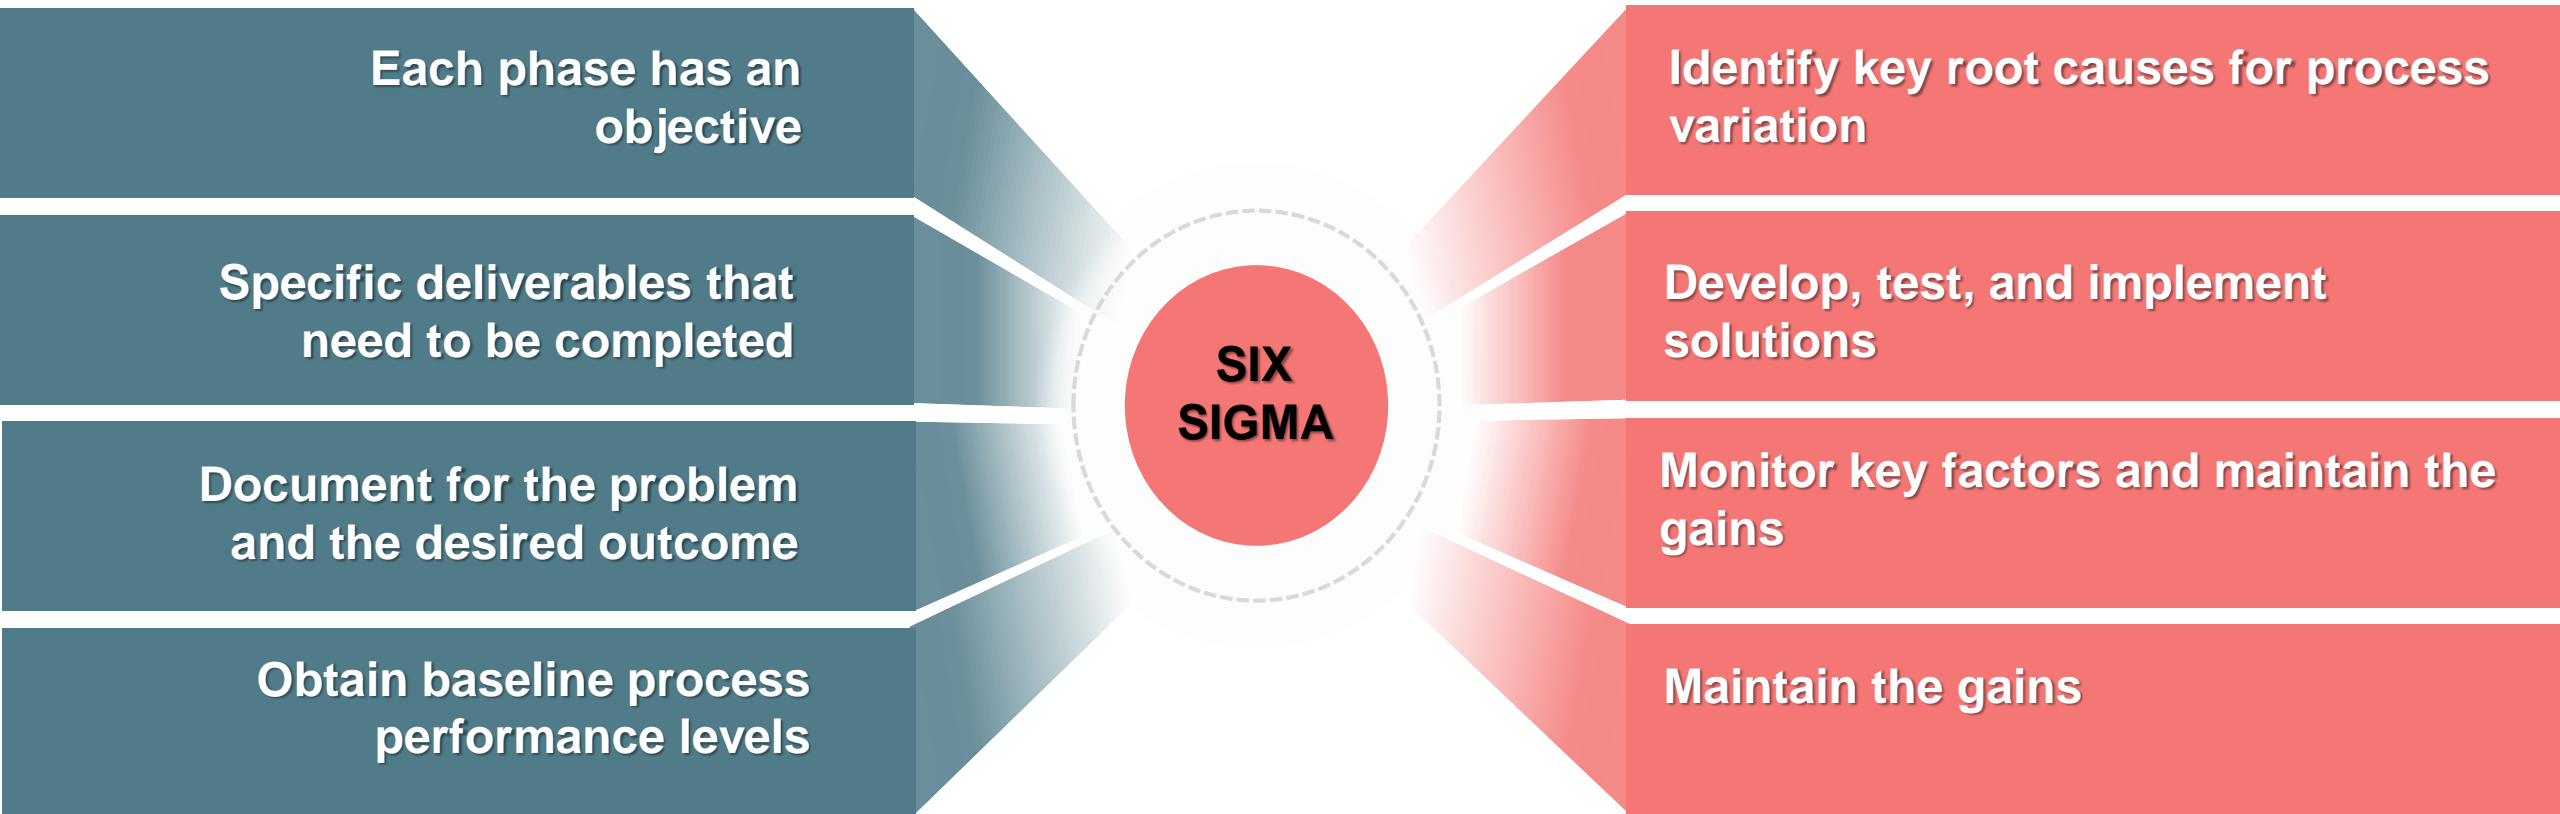 Each phase has an
objective
Specific deliverables that
need to be completed
Document for the problem
and the desired outcome
Obtain baseline process
performance levels
SIX
SIGMA
Identify key root causes for process
variation
Develop, test, and implement
solutions
Monitor key factors and maintain the
gains
Maintain the gains